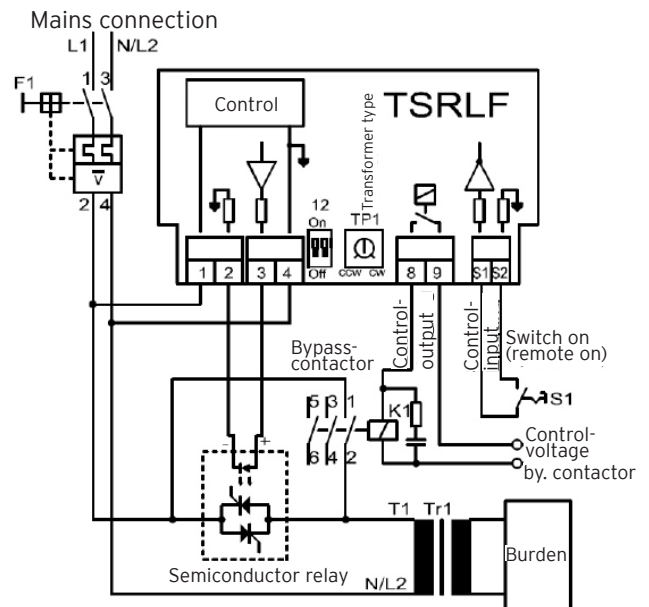 Mains connection
L1 N/L2
1 3
F1
V
2 4
Control
TSRLF
Transformer type
12
On
Off
TP1
CCW CW
1 2 3 4 8 9 S1 S2
Control-
output
Control-
input
Switch on
(remote on)
S1
Bypass-
contactor
5 3 1
6 4 2
K1
Control-
voltage
by. contactor
- +
T1 Tr1
Burden
Semiconductor relay
N/L2